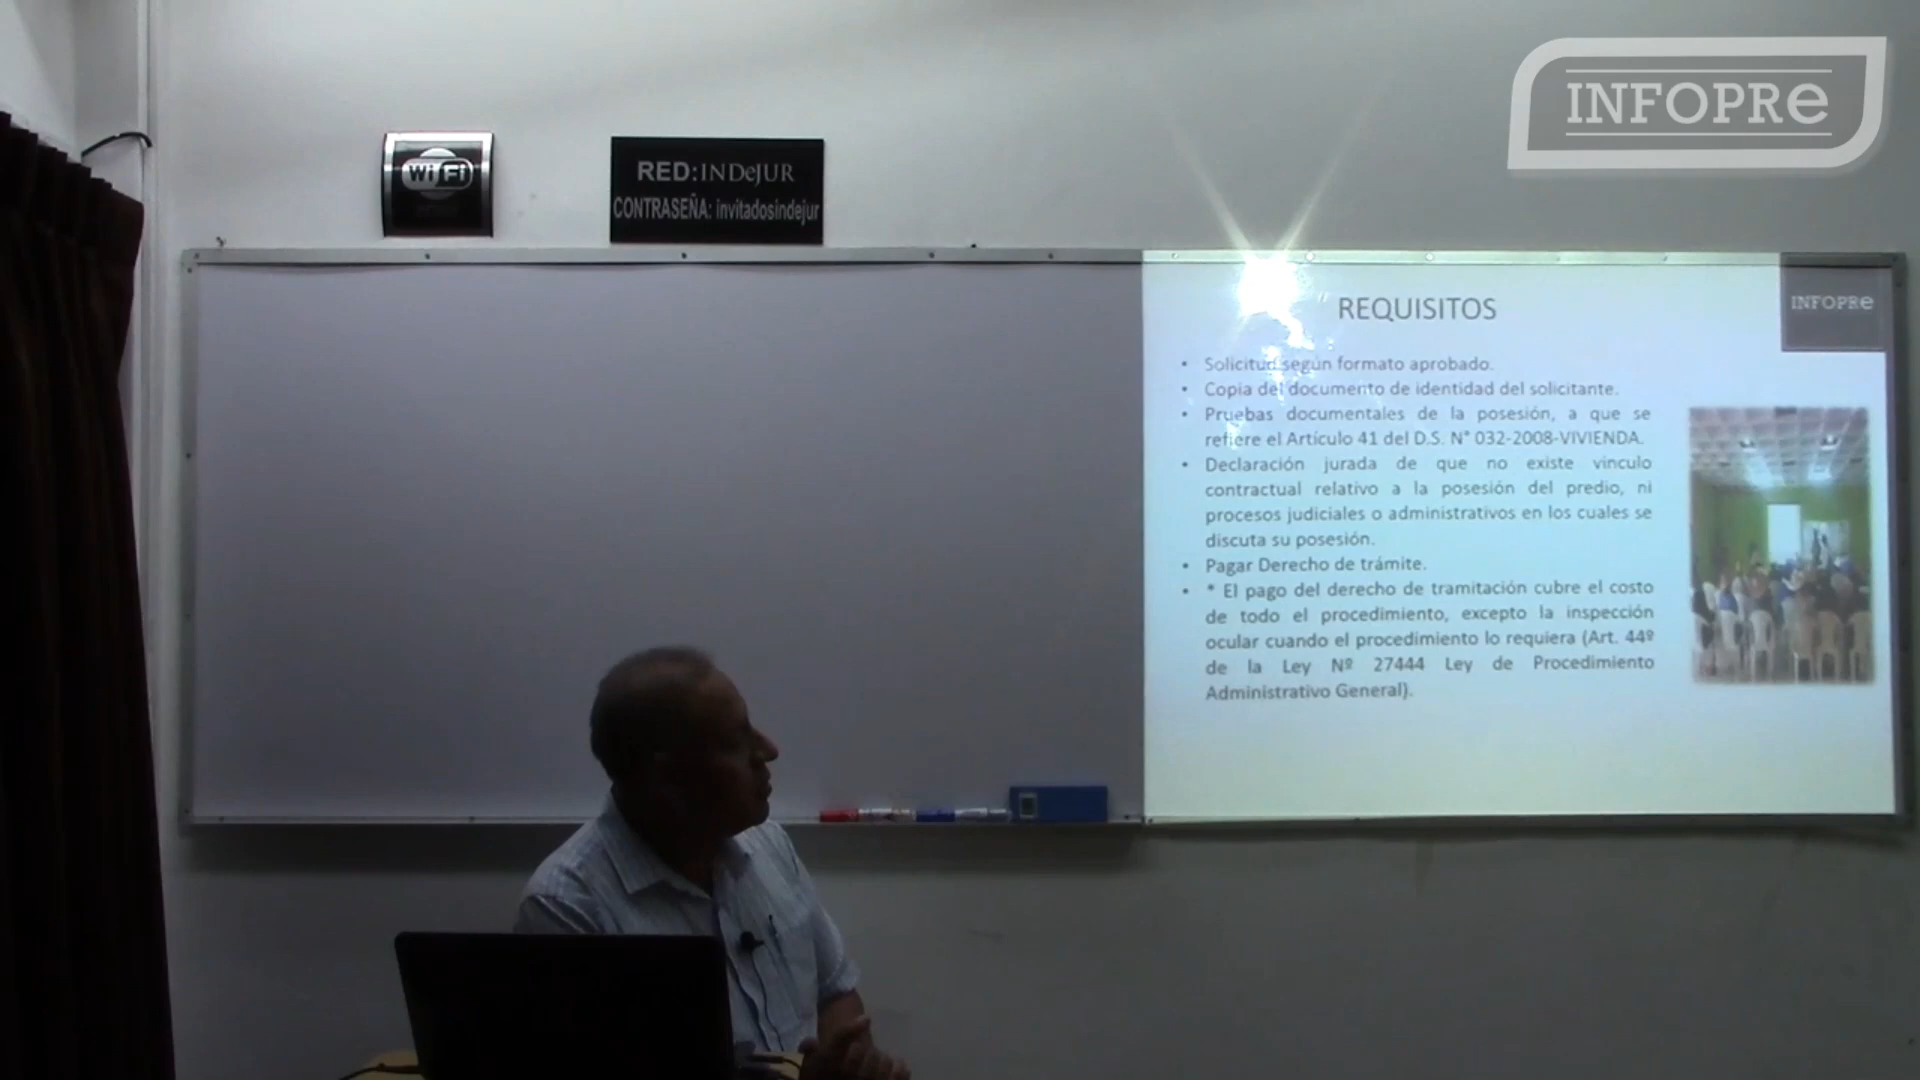 INFOPRe
WiFi
RED:INDeJUR
CONTRASEÑA: invitadosindejur
REQUISITOS
INFOPRe
• Solicitud según formato aprobado.
• Copia del documento de identidad del solicitante.
• Pruebas documentales de la posesión, a que se
refiere el Artículo 41 del D.S. N° 032-2008-VIVIENDA.
• Declaración jurada de que no existe vinculo
contractual relativo a la posesión del predio, ni
procesos judiciales o administrativos en los cuales se
discuta su posesión.
• Pagar Derecho de trámite.
• * El pago del derecho de tramitación cubre el costo
de todo el procedimiento, excepto la inspección
ocular cuando el procedimiento lo requiera (Art. 44º
de la Ley Nº 27444 Ley de Procedimiento
Administrativo General).